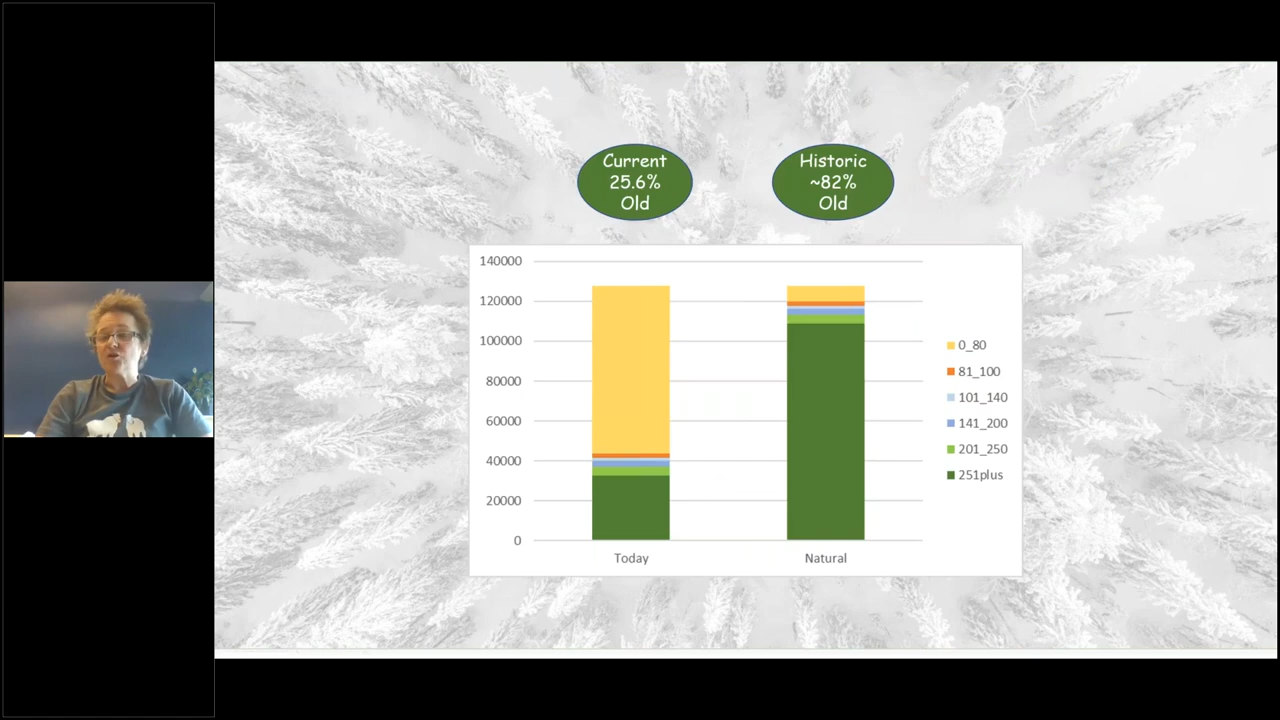 Current
25.6%
Old
Historic
~82%
Old
140000
120000
100000
80000
60000
40000
20000
0
Today
Natural
0_80
81_100
101_140
141_200
201_250
251plus